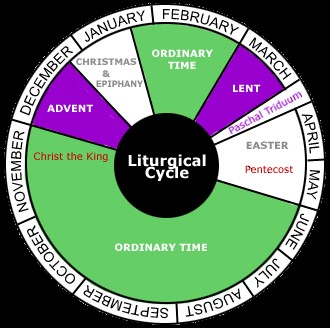 JANUARY
FEBRUARY
MARCH
APRIL
MAY
JUNE
JULY
AUGUST
SEPTEMBER
OCTOBER
NOVEMBER
DECEMBER
CHRISTMAS
&
EPIPHANY
ORDINARY
TIME
LENT
Paschal Triduum
EASTER
Pentecost
ORDINARY TIME
Christ the King
ADVENT
Liturgical
Cycle